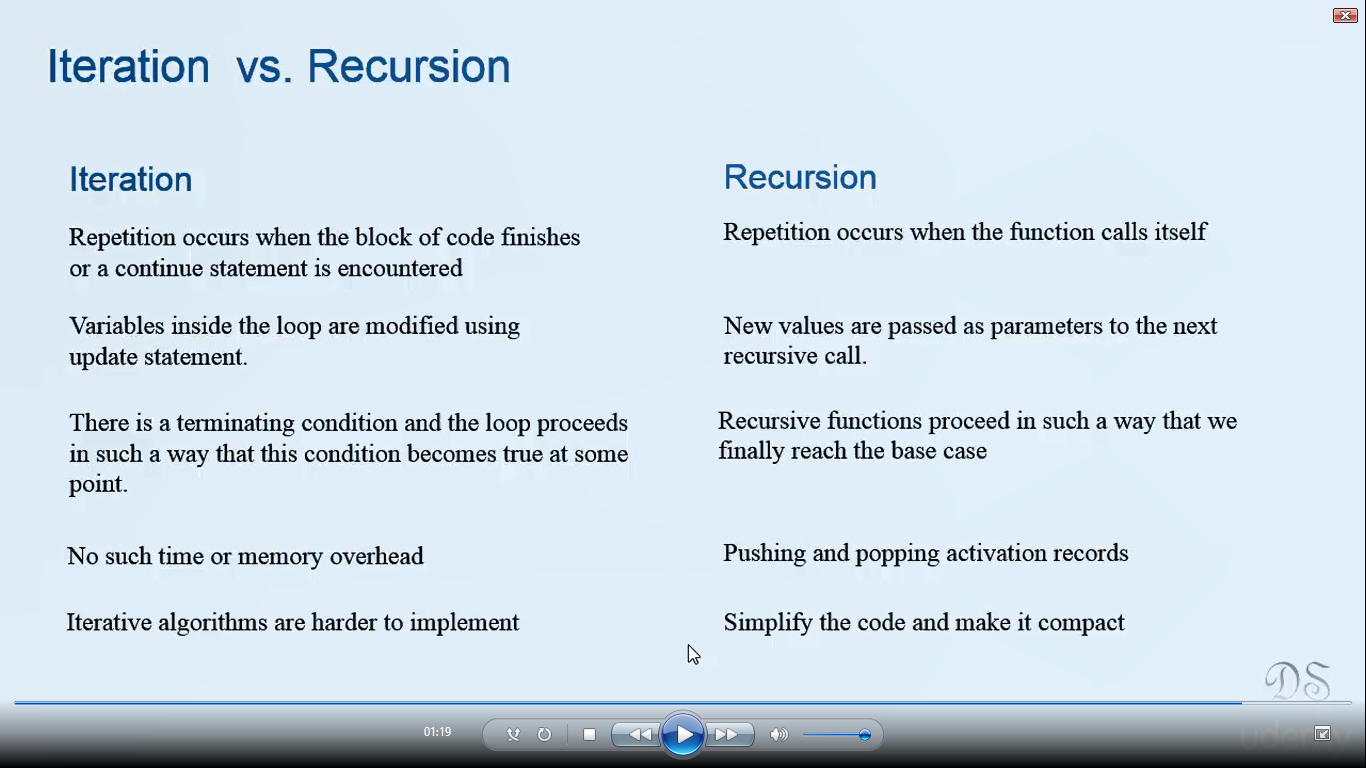 Iteration vs. Recursion
Iteration
Repetition occurs when the block of code finishes
or a continue statement is encountered
Variables inside the loop are modified using
update statement.
There is a terminating condition and the loop proceeds
in such a way that this condition becomes true at some
point.
No such time or memory overhead
Iterative algorithms are harder to implement
Recursion
Repetition occurs when the function calls itself
New values are passed as parameters to the next
recursive call.
Recursive functions proceed in such a way that we
finally reach the base case
Pushing and popping activation records
Simplify the code and make it compact
DS
01:19